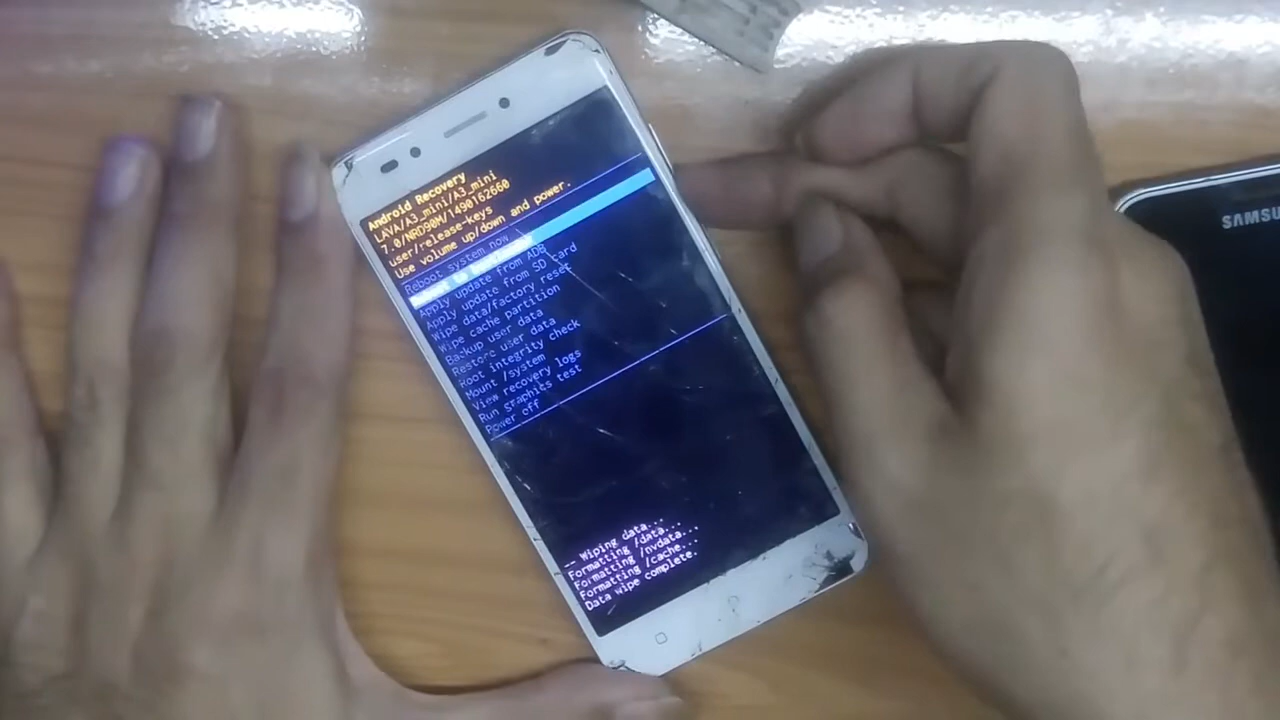 Android Recovery
LAVA/A3_mini/A3_mini
7.0/NRD90M/1490162660
user/release-keys
Use volume up/down and power.
Reboot system now
Reboot to bootloader
Apply update from ADB
Apply update from SD card
Wipe data/factory reset
Wipe cache partition
Backup user data
Restore user data
Root integrity check
Mount /system
View recovery logs
Run graphics test
Power off
-- Wiping data...
Formatting /data...
Formatting /nvdata...
Formatting /cache...
Data wipe complete.